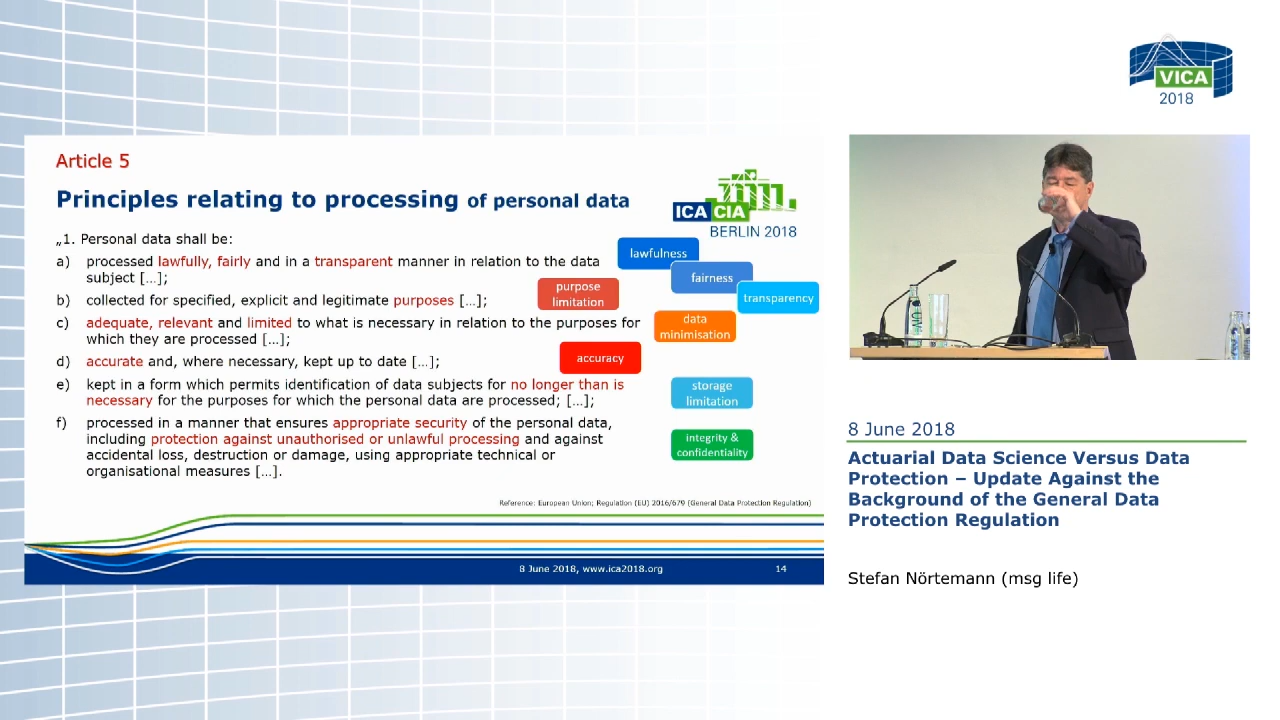 VICA
2018
Article 5
Principles relating to processing of personal data
ICA CIA
BERLIN 2018
„1. Personal data shall be:
a) processed lawfully, fairly and in a transparent manner in relation to the data
subject […];
b) collected for specified, explicit and legitimate purposes […];
c) adequate, relevant and limited to what is necessary in relation to the purposes for
which they are processed […];
d) accurate and, where necessary, kept up to date […];
e) kept in a form which permits identification of data subjects for no longer than is
necessary for the purposes for which the personal data are processed; […];
f) processed in a manner that ensures appropriate security of the personal data,
including protection against unauthorised or unlawful processing and against
accidental loss, destruction or damage, using appropriate technical or
organisational measures […].
lawfulness
fairness
transparency
purpose
limitation
data
minimisation
accuracy
storage
limitation
integrity &
confidentiality
Reference: European Union; Regulation (EU) 2016/679 (General Data Protection Regulation)
8 June 2018, www.ica2018.org
14
8 June 2018
Actuarial Data Science Versus Data
Protection – Update Against the
Background of the General Data
Protection Regulation
Stefan Nörtemann (msg life)